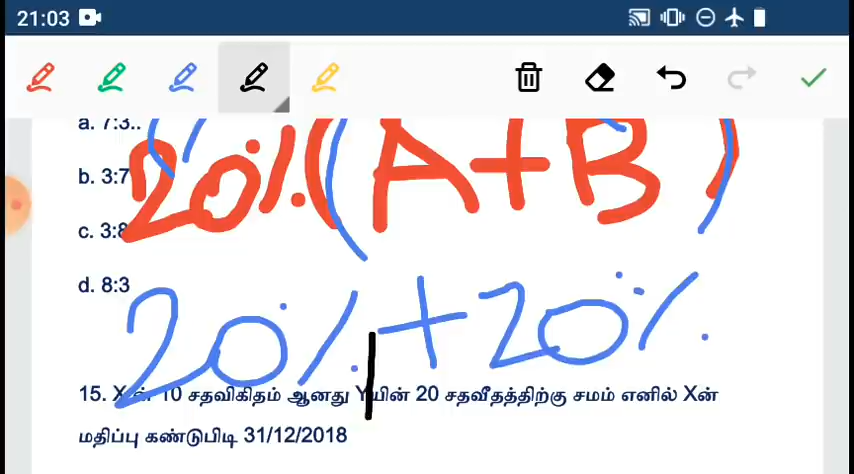 21:03
a. 7:3..
b. 3:7
20%(A+B)
c. 3:8
d. 8:3
20% + 20%
15. X ன் 10 சதவிகிதம் ஆனது Yயின் 20 சதவீதத்திற்கு சமம் எனில் Xன்
மதிப்பு கண்டுபிடி 31/12/2018